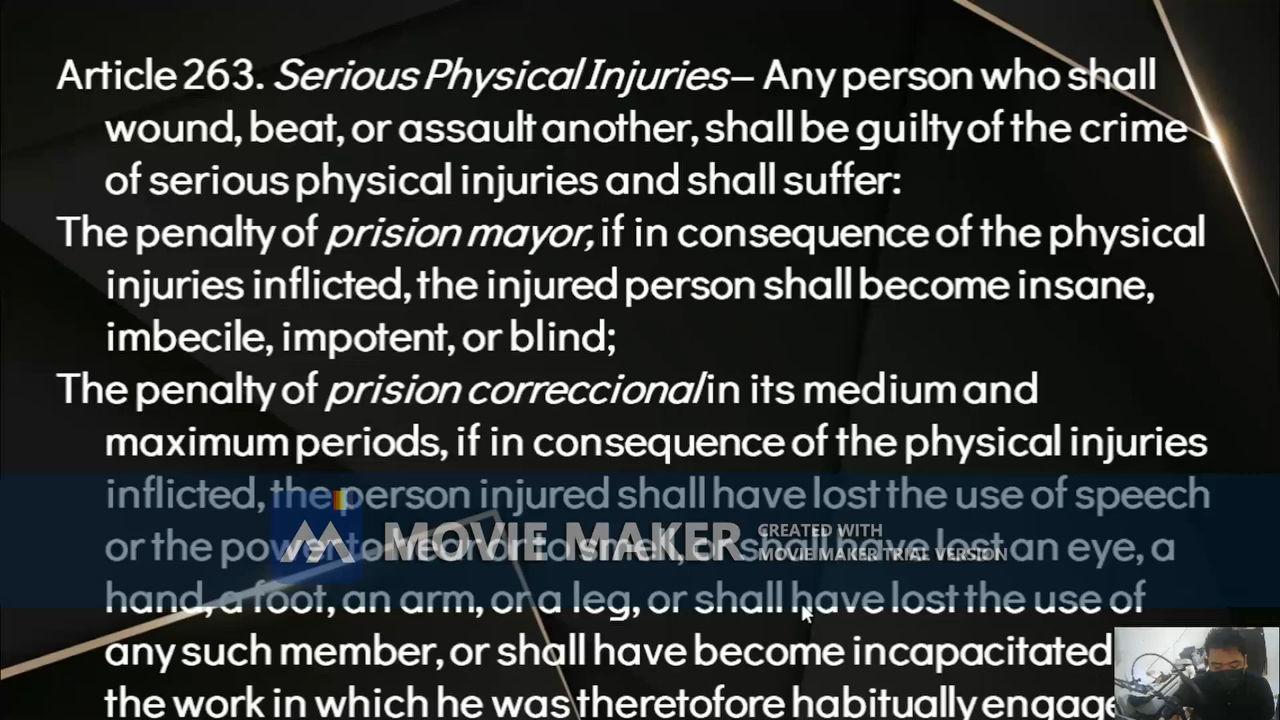 Article 263. Serious Physical Injuries – Any person who shall
wound, beat, or assault another, shall be guilty of the crime
of serious physical injuries and shall suffer:
The penalty of prision mayor, if in consequence of the physical
injuries inflicted, the injured person shall become insane,
imbecile, impotent, or blind;
The penalty of prision correccional in its medium and
maximum periods, if in consequence of the physical injuries
inflicted, the person injured shall have lost the use of speech
or the power to hear or to smell, or shall have lost an eye, a
MOVIE MAKER
CREATED WITH
MOVIE MAKER TRIAL VERSION
hand, a foot, an arm, or a leg, or shall have lost the use of
any such member, or shall have become incapacitated
the work in which he was theretofore habitually